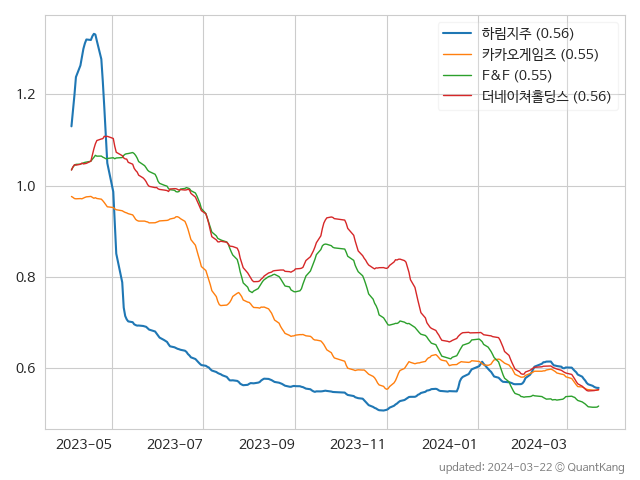 하림지주 (0.56)
카카오게임즈 (0.55)
F&F (0.55)
더네이쳐홀딩스 (0.56)
1.2
1.0
0.8
0.6
2023-05 2023-07 2023-09 2023-11 2024-01 2024-03
updated: 2024-03-22 © QuantKang